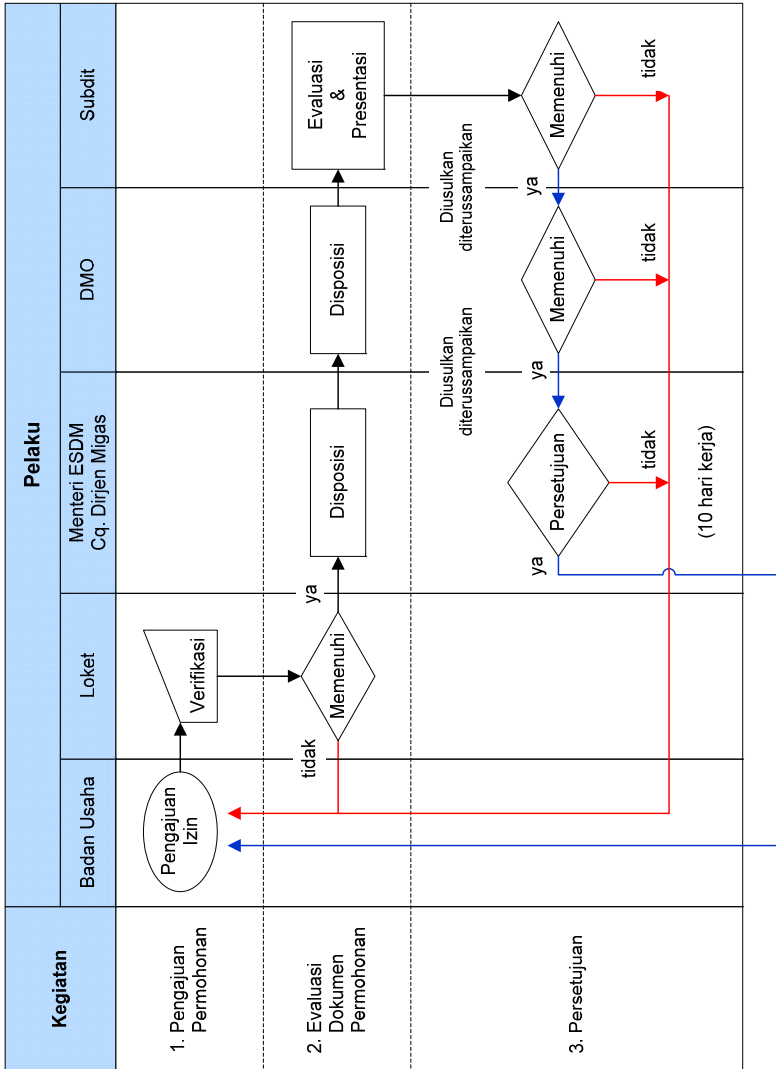 Kegiatan
Pelaku
Badan Usaha
Loket
Menteri ESDM
Cq. Dirjen Migas
DMO
Subdit
1. Pengajuan
Permohonan
Pengajuan
Izin
Verifikasi
2. Evaluasi
Dokumen
Permohonan
tidak
Memenuhi
ya
Disposisi
Disposisi
Evaluasi
&
Presentasi
3. Persetujuan
ya
Persetujuan
tidak
(10 hari kerja)
Diusulkan
diterussampaikan
ya
Memenuhi
tidak
Diusulkan
diterussampaikan
ya
Memenuhi
tidak